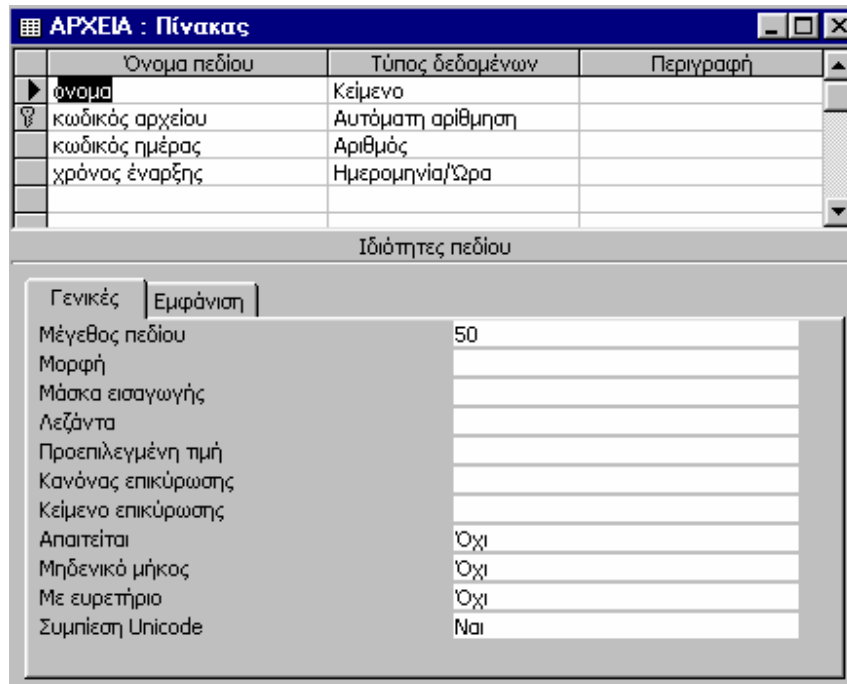 ΑΡΧΕΙΑ : Πίνακας
Όνομα πεδίου Τύπος δεδομένων Περιγραφή
όνομα Κείμενο
κωδικός αρχείου Αυτόματη αρίθμηση
κωδικός ημέρας Αριθμός
χρόνος έναρξης Ημερομηνία/Ώρα
Ιδιότητες πεδίου
Γενικές Εμφάνιση
Μέγεθος πεδίου 50
Μορφή
Μάσκα εισαγωγής
Λεζάντα
Προεπιλεγμένη τιμή
Κανόνας επικύρωσης
Κείμενο επικύρωσης
Απαιτείται Όχι
Μηδενικό μήκος Όχι
Με ευρετήριο Όχι
Συμπίεση Unicode Ναι